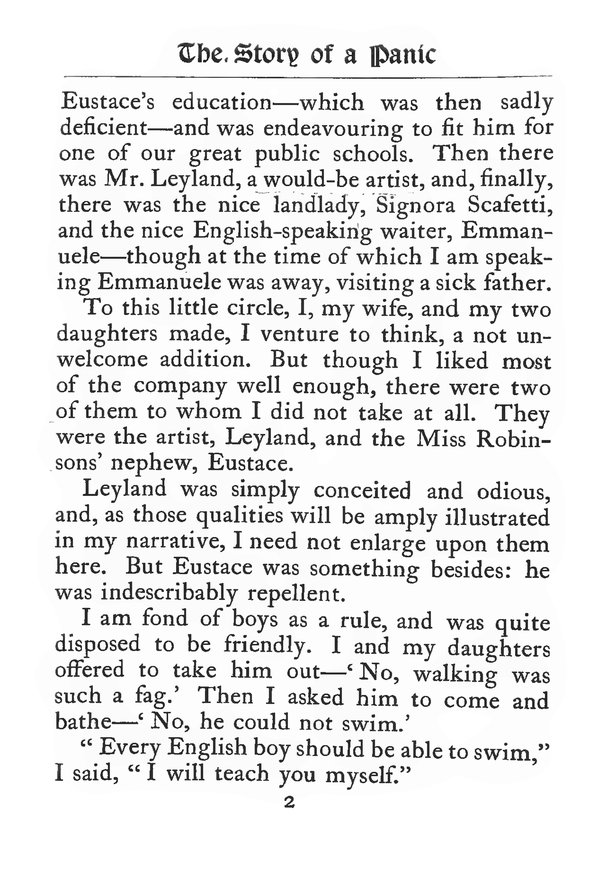 The Story of a Panic
Eustace's education—which was then sadly
deficient—and was endeavouring to fit him for
one of our great public schools. Then there
was Mr. Leyland, a would-be artist, and, finally,
there was the nice landlady, Signora Scafetti,
and the nice English-speaking waiter, Emman-
uele—though at the time of which I am speak-
ing Emmanuele was away, visiting a sick father.
To this little circle, I, my wife, and my two
daughters made, I venture to think, a not un-
welcome addition. But though I liked most
of the company well enough, there were two
of them to whom I did not take at all. They
were the artist, Leyland, and the Miss Robin-
sons' nephew, Eustace.
Leyland was simply conceited and odious,
and, as those qualities will be amply illustrated
in my narrative, I need not enlarge upon them
here. But Eustace was something besides: he
was indescribably repellent.
I am fond of boys as a rule, and was quite
disposed to be friendly. I and my daughters
offered to take him out—‘ No, walking was
such a fag.’ Then I asked him to come and
bathe—‘ No, he could not swim.’
“ Every English boy should be able to swim,”
I said, “ I will teach you myself.”
2